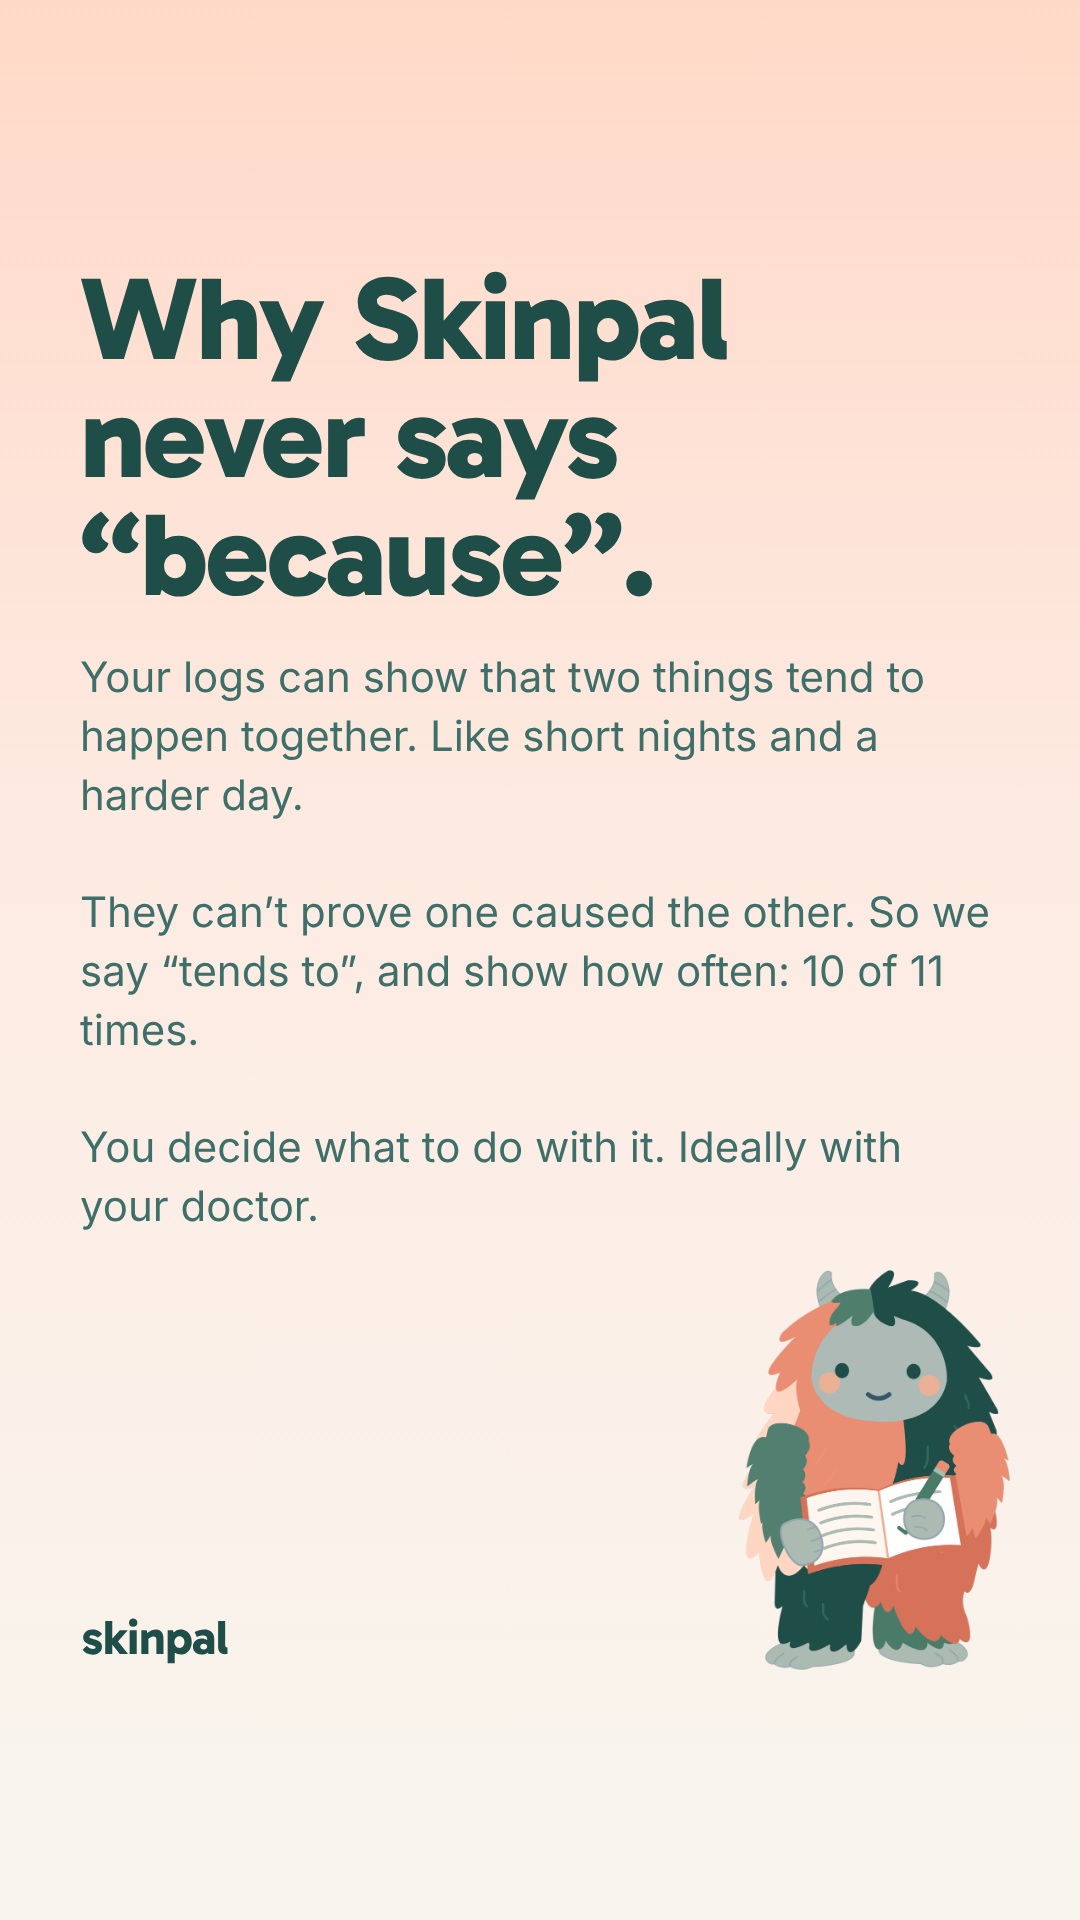 Why Skinpal
never says
“because”.
Your logs can show that two things tend to
happen together. Like short nights and a
harder day.
They can’t prove one caused the other. So we
say “tends to”, and show how often: 10 of 11
times.
You decide what to do with it. Ideally with
your doctor.
skinpal